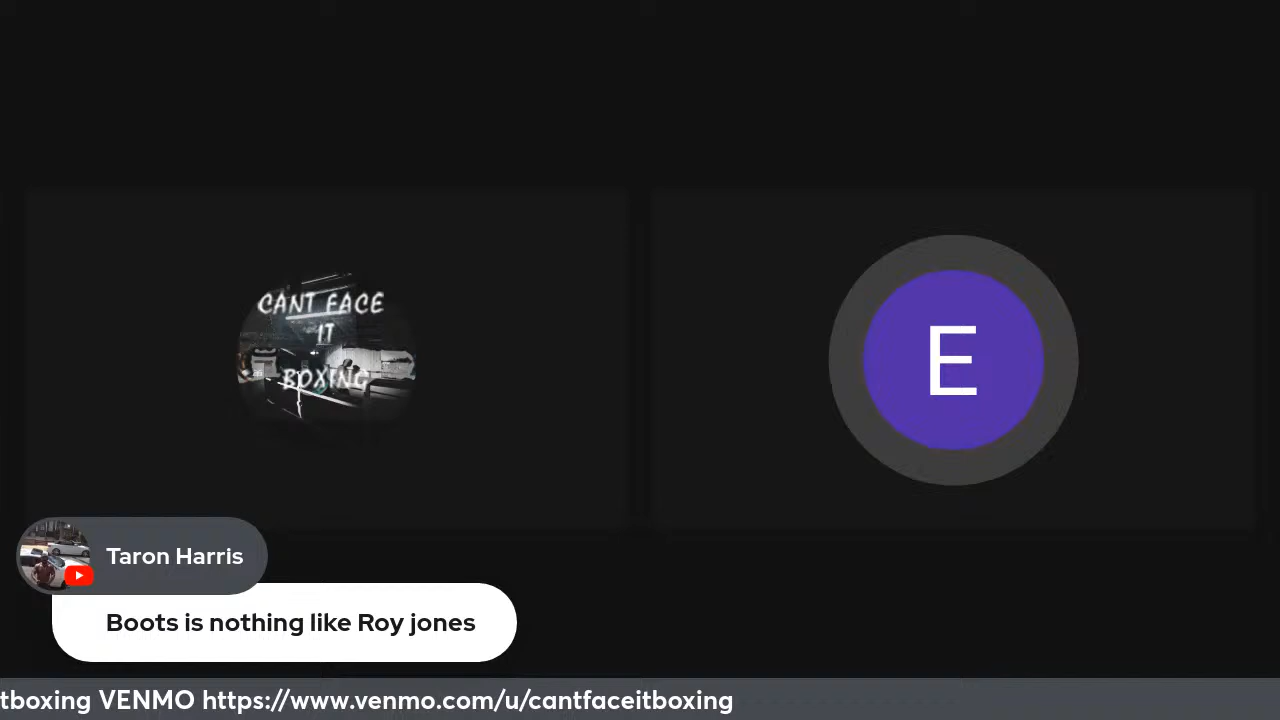 CANT FACE
IT
BOXING
E
Taron Harris
Boots is nothing like Roy jones
tboxing VENMO https://www.venmo.com/u/cantfaceitboxing